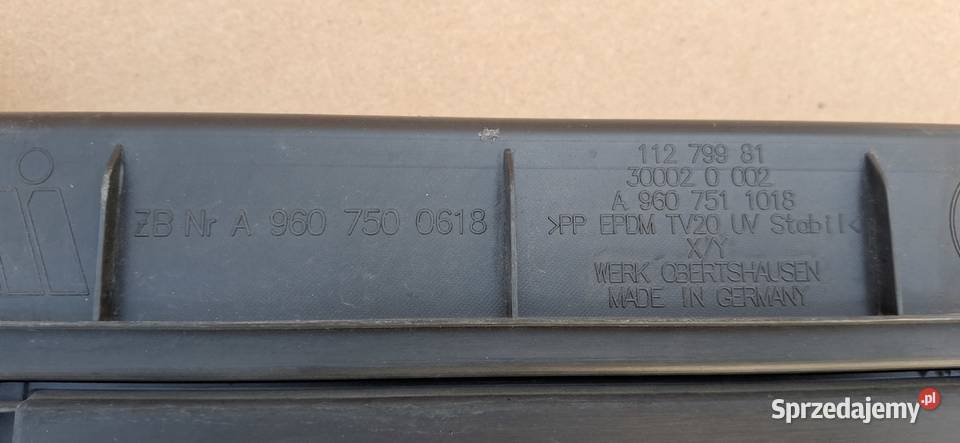 ZB Nr A 960 750 0618
112 799 81
30002 0 002
A 960 751 1018
>PP EPDM TV20 UV Stabil<
X/Y
WERK OBERTSHAUSEN
MADE IN GERMANY
Sprzedajemy.pl